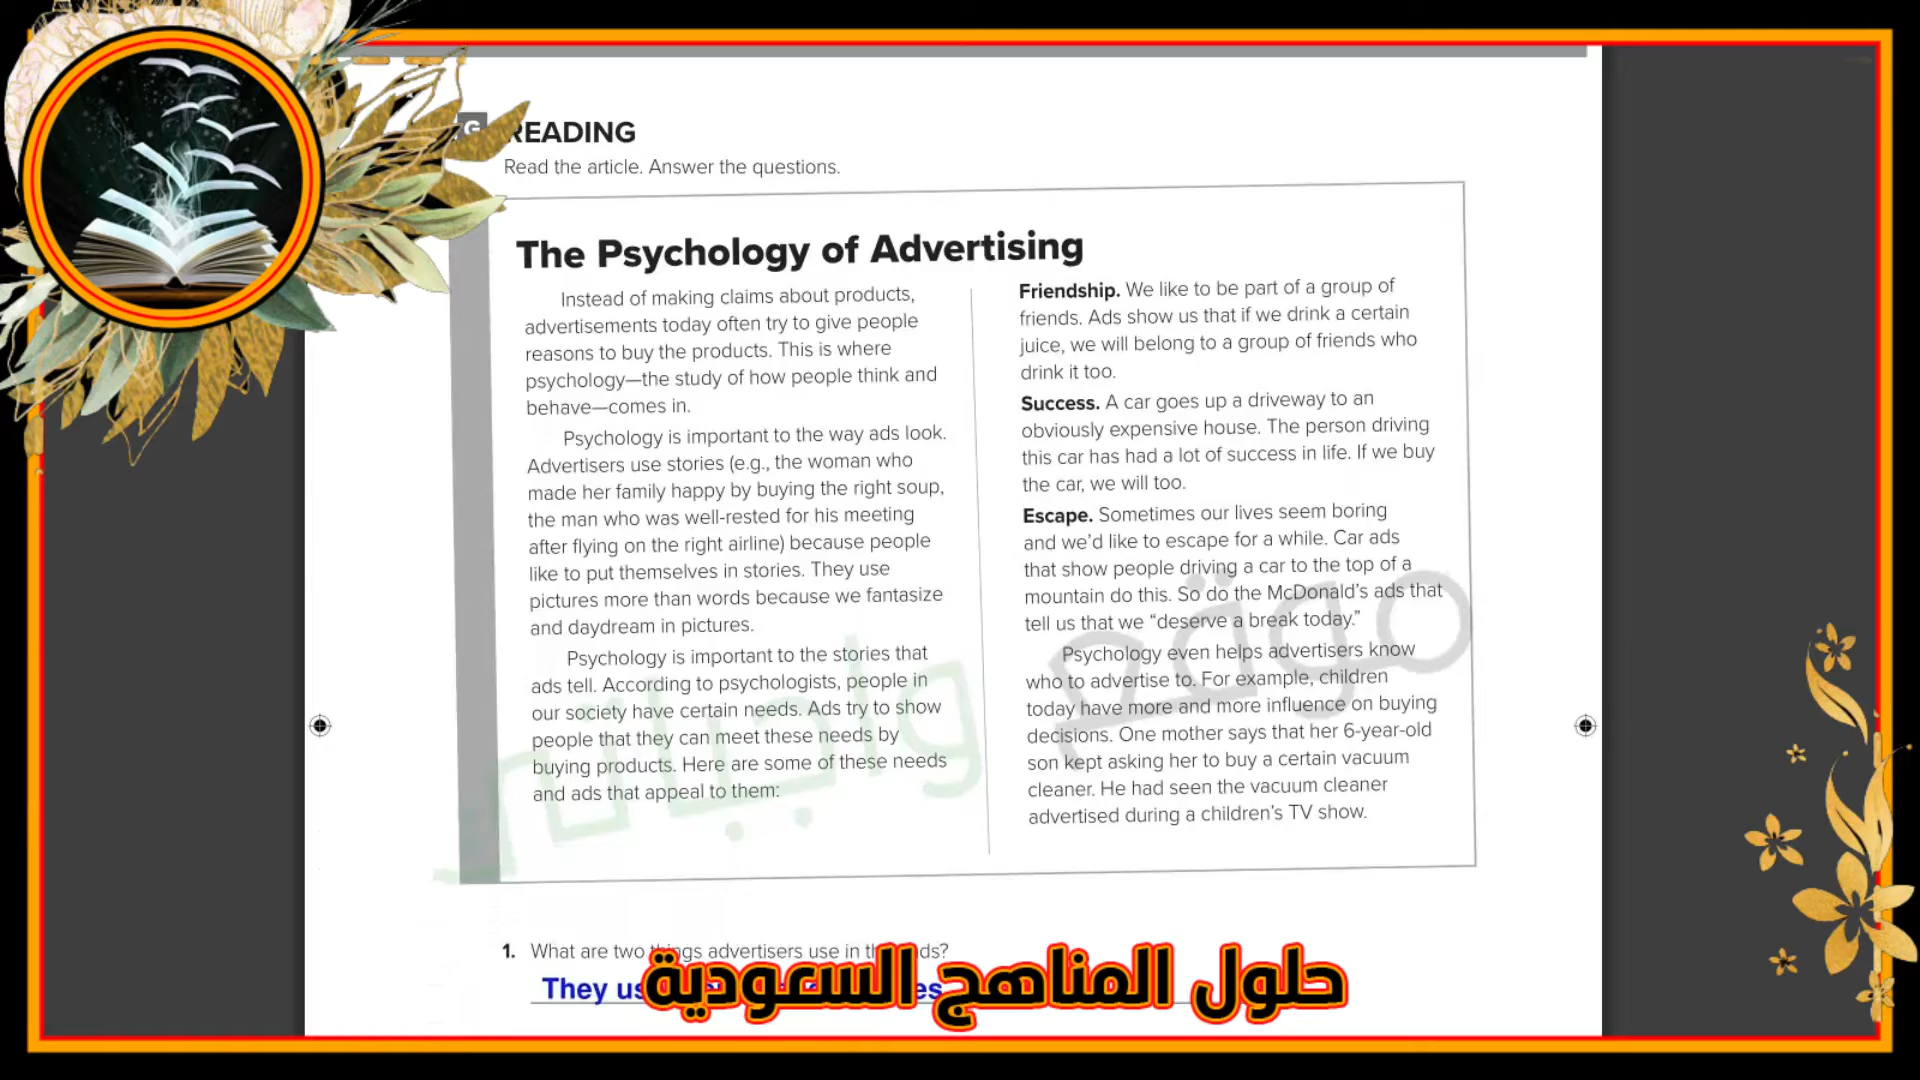 G READING
Read the article. Answer the questions.
The Psychology of Advertising
Instead of making claims about products,
advertisements today often try to give people
reasons to buy the products. This is where
psychology—the study of how people think and
behave—comes in.
Psychology is important to the way ads look.
Advertisers use stories (e.g., the woman who
made her family happy by buying the right soup,
the man who was well-rested for his meeting
after flying on the right airline) because people
like to put themselves in stories. They use
pictures more than words because we fantasize
and daydream in pictures.
Psychology is important to the stories that
ads tell. According to psychologists, people in
our society have certain needs. Ads try to show
people that they can meet these needs by
buying products. Here are some of these needs
and ads that appeal to them:
Friendship. We like to be part of a group of
friends. Ads show us that if we drink a certain
juice, we will belong to a group of friends who
drink it too.
Success. A car goes up a driveway to an
obviously expensive house. The person driving
this car has had a lot of success in life. If we buy
the car, we will too.
Escape. Sometimes our lives seem boring
and we'd like to escape for a while. Car ads
that show people driving a car to the top of a
mountain do this. So do the McDonald's ads that
tell us that we “deserve a break today.”
Psychology even helps advertisers know
who to advertise to. For example, children
today have more and more influence on buying
decisions. One mother says that her 6-year-old
son kept asking her to buy a certain vacuum
cleaner. He had seen the vacuum cleaner
advertised during a children's TV show.
موقع واجباتي
1. What are two things advertisers use in ads?
They
حلول المناهج السعودية